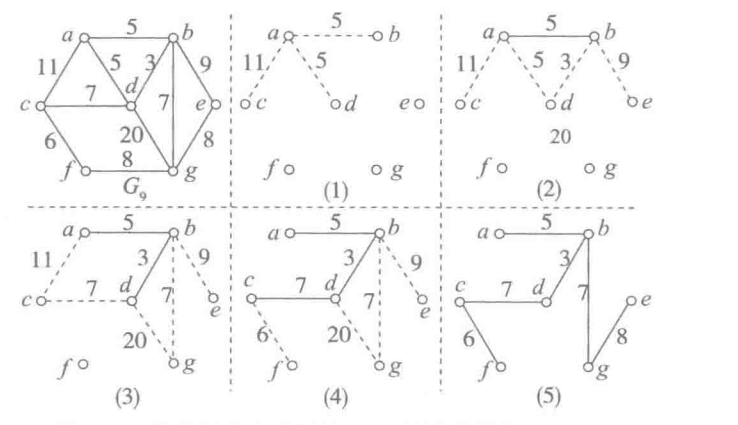 a 5 b
11 5 3 9
c 7 d 7 e
6 20 8
f 8 g
G₉
a 5 b
11 5
c d e
f g
(1)
a 5 b
11 5 3 9
c d e
20
f g
(2)
a 5 b
11 3 9
c 7 d 7 e
20
f g
(3)
a 5 b
3 9
c 7 d 7 e
6 20
f g
(4)
a 5 b
3
c 7 d 7 e
6 8
f g
(5)